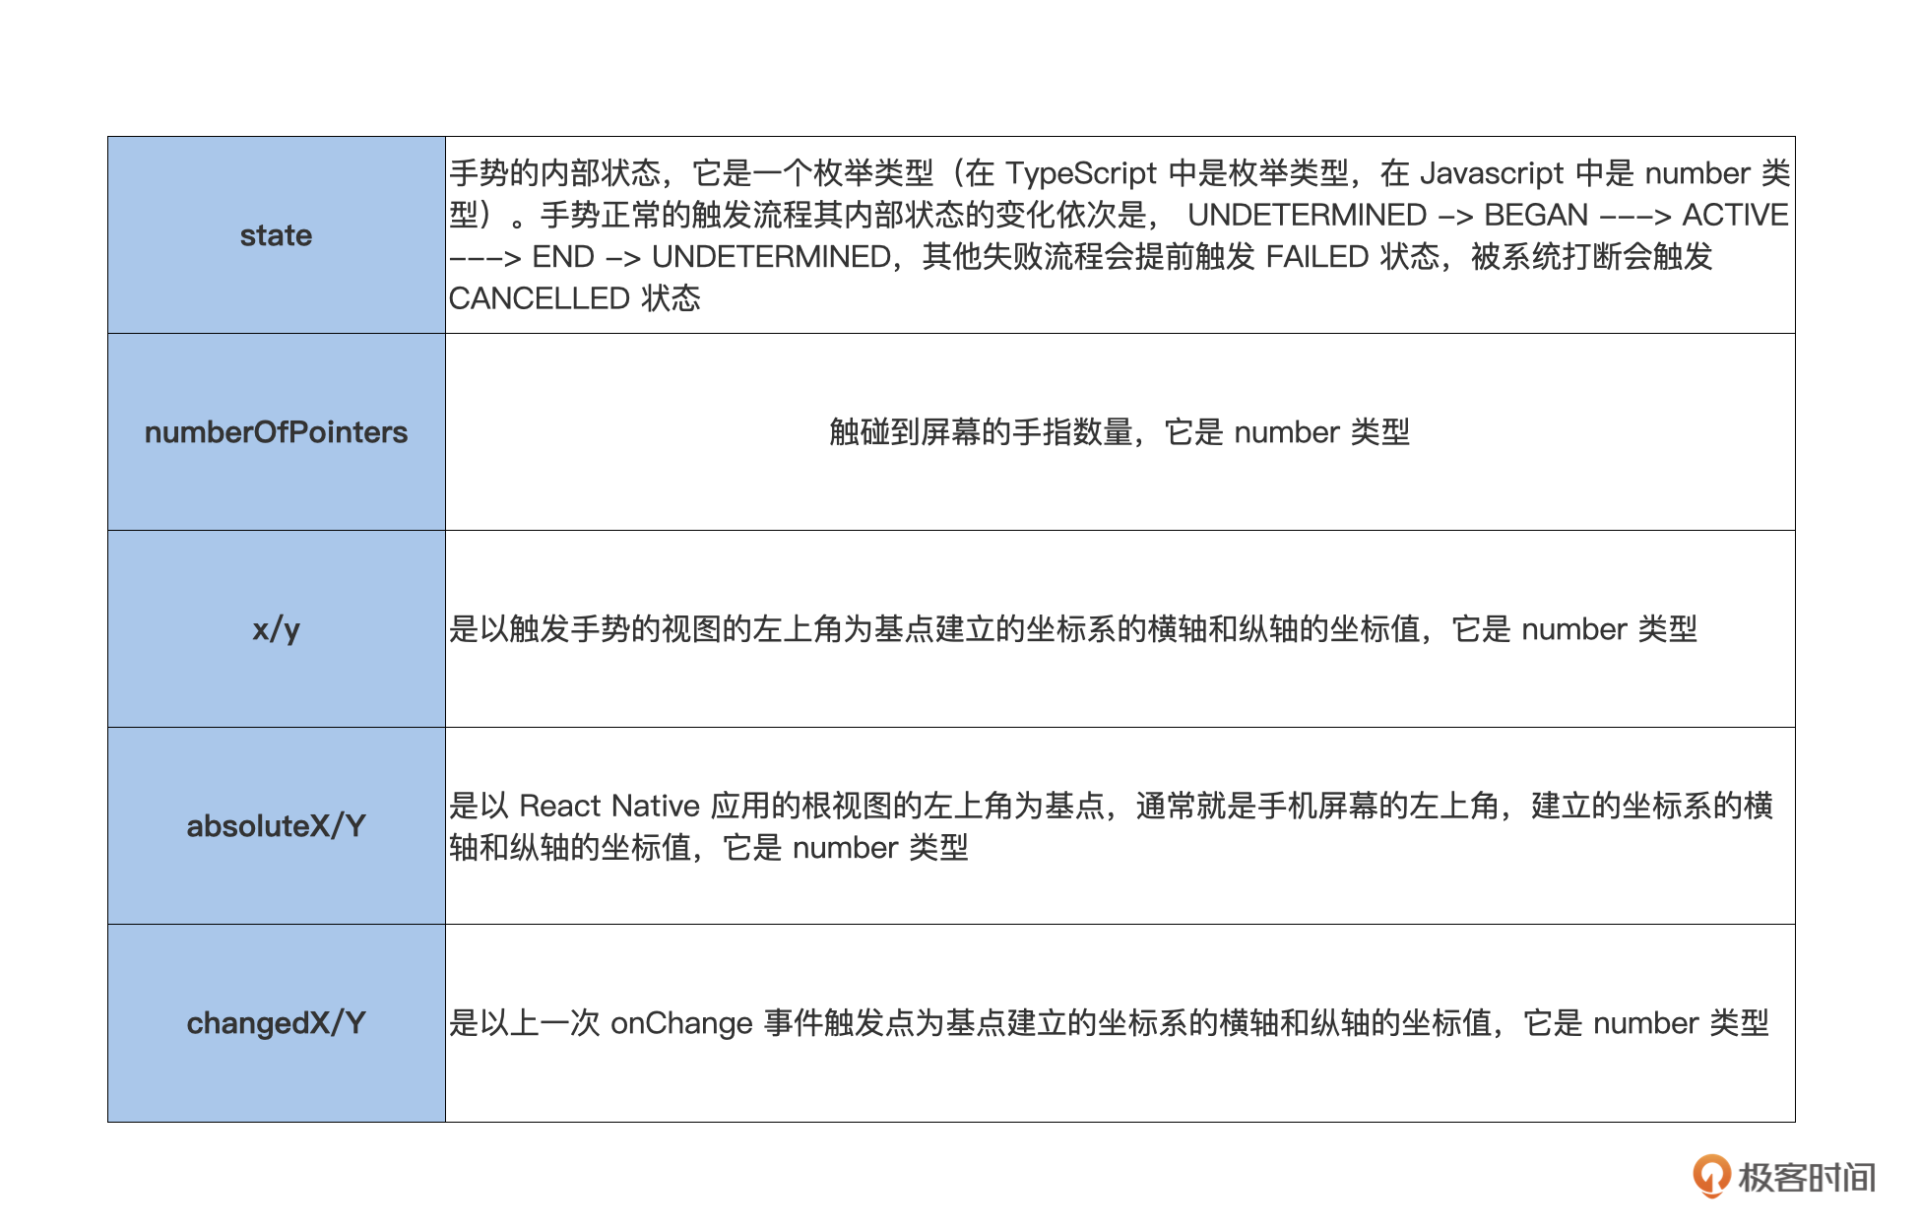 state
手势的内部状态，它是一个枚举类型（在 TypeScript 中是枚举类型，在 Javascript 中是 number 类
型）。手势正常的触发流程其内部状态的变化依次是， UNDETERMINED -> BEGAN ---> ACTIVE
---> END -> UNDETERMINED，其他失败流程会提前触发 FAILED 状态，被系统打断会触发
CANCELLED 状态
numberOfPointers
触碰到屏幕的手指数量，它是 number 类型
x/y
是以触发手势的视图的左上角为基点建立的坐标系的横轴和纵轴的坐标值，它是 number 类型
absoluteX/Y
是以 React Native 应用的根视图的左上角为基点，通常就是手机屏幕的左上角，建立的坐标系的横
轴和纵轴的坐标值，它是 number 类型
changedX/Y
是以上一次 onChange 事件触发点为基点建立的坐标系的横轴和纵轴的坐标值，它是 number 类型
极客时间